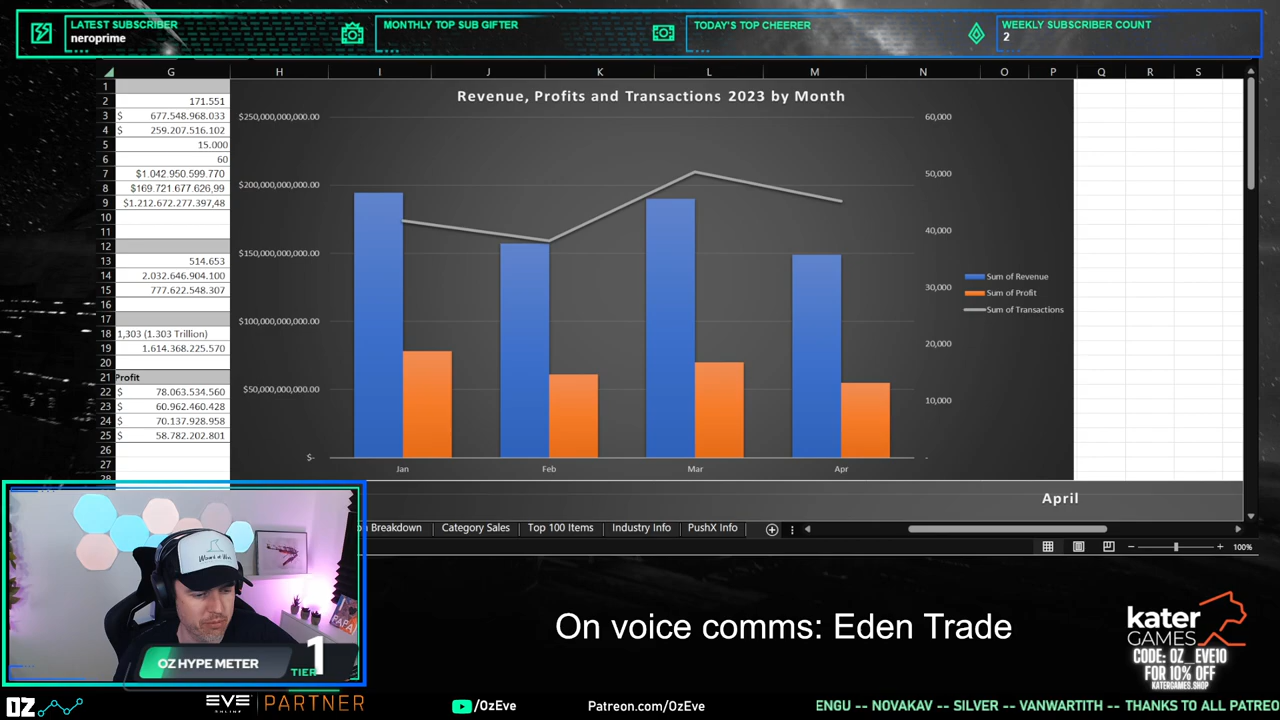 LATEST SUBSCRIBER
neroprime
MONTHLY TOP SUB GIFTER
TODAY'S TOP CHEERER
WEEKLY SUBSCRIBER COUNT
2
G H I J K L M N O P Q R S
1
2 171.551
3 $ 677.548.968.033
4 $ 259.207.516.102
5 15.000
6 60
7 $1.042.950.599.770
8 $169.721.677.626,99
9 $1.212.672.277.397,48
10
11
12
13 514.653
14 2.032.646.904.100
15 777.622.548.307
16
17
18 1,303 (1.303 Trillion)
19 1.614.368.225.570
20
21 Profit
22 $ 78.063.534.560
23 $ 60.962.460.428
24 $ 70.137.928.958
25 $ 58.782.202.801
26
27
28
Revenue, Profits and Transactions 2023 by Month
$250,000,000,000.00
$200,000,000,000.00
$150,000,000,000.00
$100,000,000,000.00
$50,000,000,000.00
$-
60,000
50,000
40,000
30,000
20,000
10,000
-
Jan Feb Mar Apr
Sum of Revenue
Sum of Profit
Sum of Transactions
April
Breakdown Category Sales Top 100 Items Industry Info PushX Info
100%
OZ HYPE METER
TIER 1
On voice comms: Eden Trade
kater
GAMES
CODE: OZ_EVE10
FOR 10% OFF
KATERGAMES.SHOP
OZ
EVE ONLINE | PARTNER
/OzEve
Patreon.com/OzEve
ENGU -- NOVAKAV -- SILVER -- VANWARTITH -- THANKS TO ALL PATREO